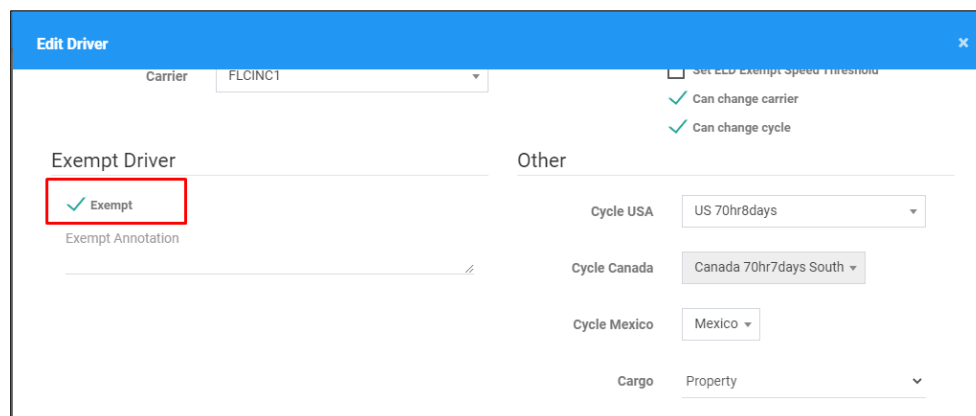 Edit Driver
×
Carrier
FLCINC1
Set ELD Exempt Speed Threshold
Can change carrier
Can change cycle
Exempt Driver
Exempt
Exempt Annotation
Other
Cycle USA
US 70hr8days
Cycle Canada
Canada 70hr7days South
Cycle Mexico
Mexico
Cargo
Property